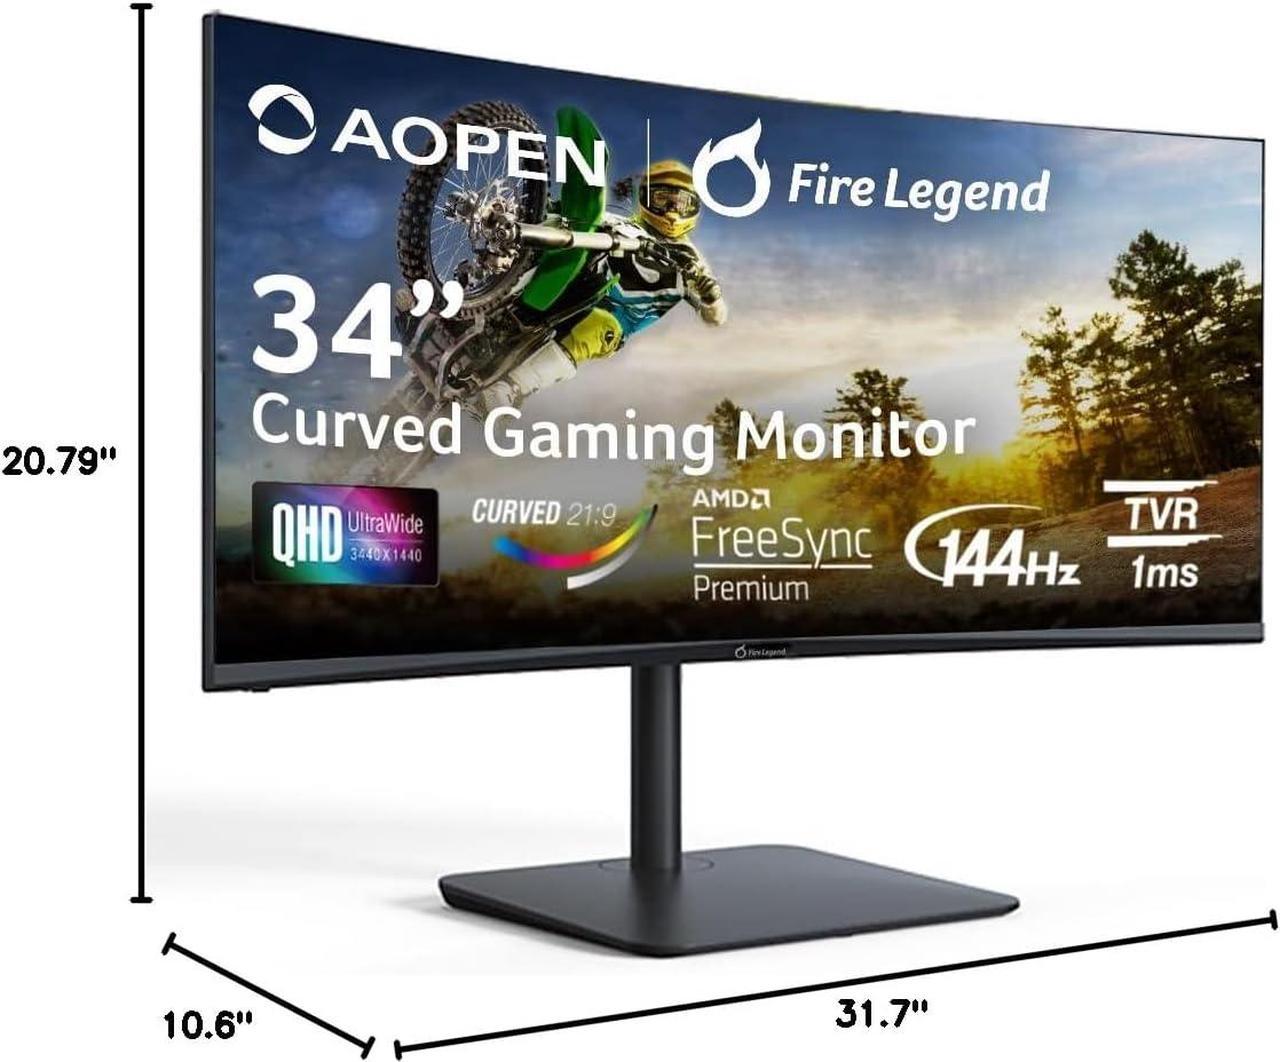 AOPEN
Fire Legend
34”
Curved Gaming Monitor
QHD UltraWide
3440X1440
CURVED 21:9
AMD
FreeSync
Premium
144Hz
TVR
1ms
Fire Legend
20.79"
10.6"
31.7"